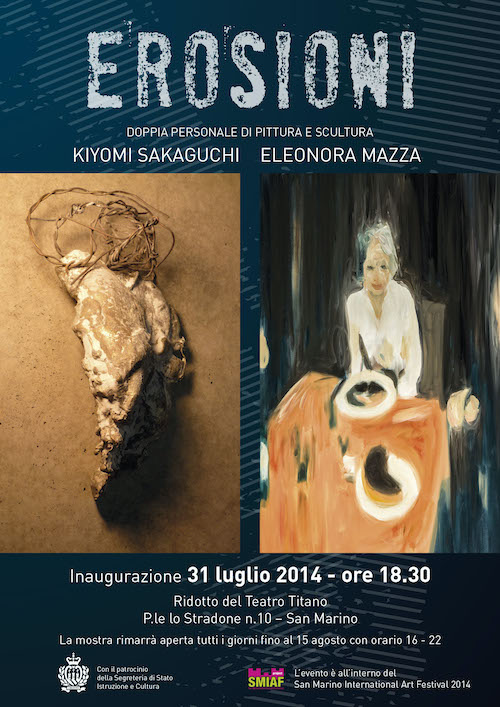 EROSIONI
DOPPIA PERSONALE DI PITTURA E SCULTURA
KIYOMI SAKAGUCHI ELEONORA MAZZA
Inaugurazione 31 luglio 2014 - ore 18.30
Ridotto del Teatro Titano
P.le lo Stradone n.10 – San Marino
La mostra rimarrà aperta tutti i giorni fino al 15 agosto con orario 16 - 22
Con il patrocinio
della Segreteria di Stato
Istruzione e Cultura
SMIAF
L'evento è all'interno del
San Marino International Art Festival 2014